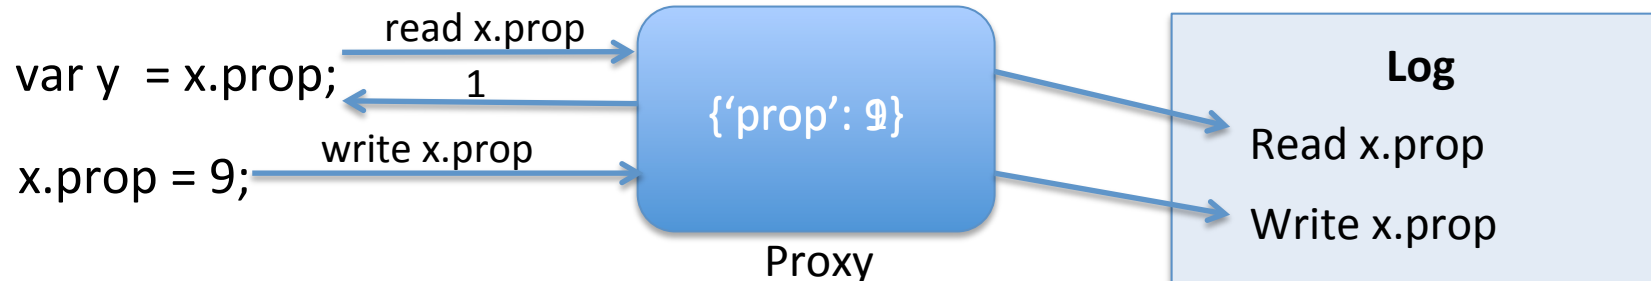 read x.prop
var y = x.prop;
1
x.prop = 9;
write x.prop
{‘prop’: }
Proxy
Log
Read x.prop
Write x.prop